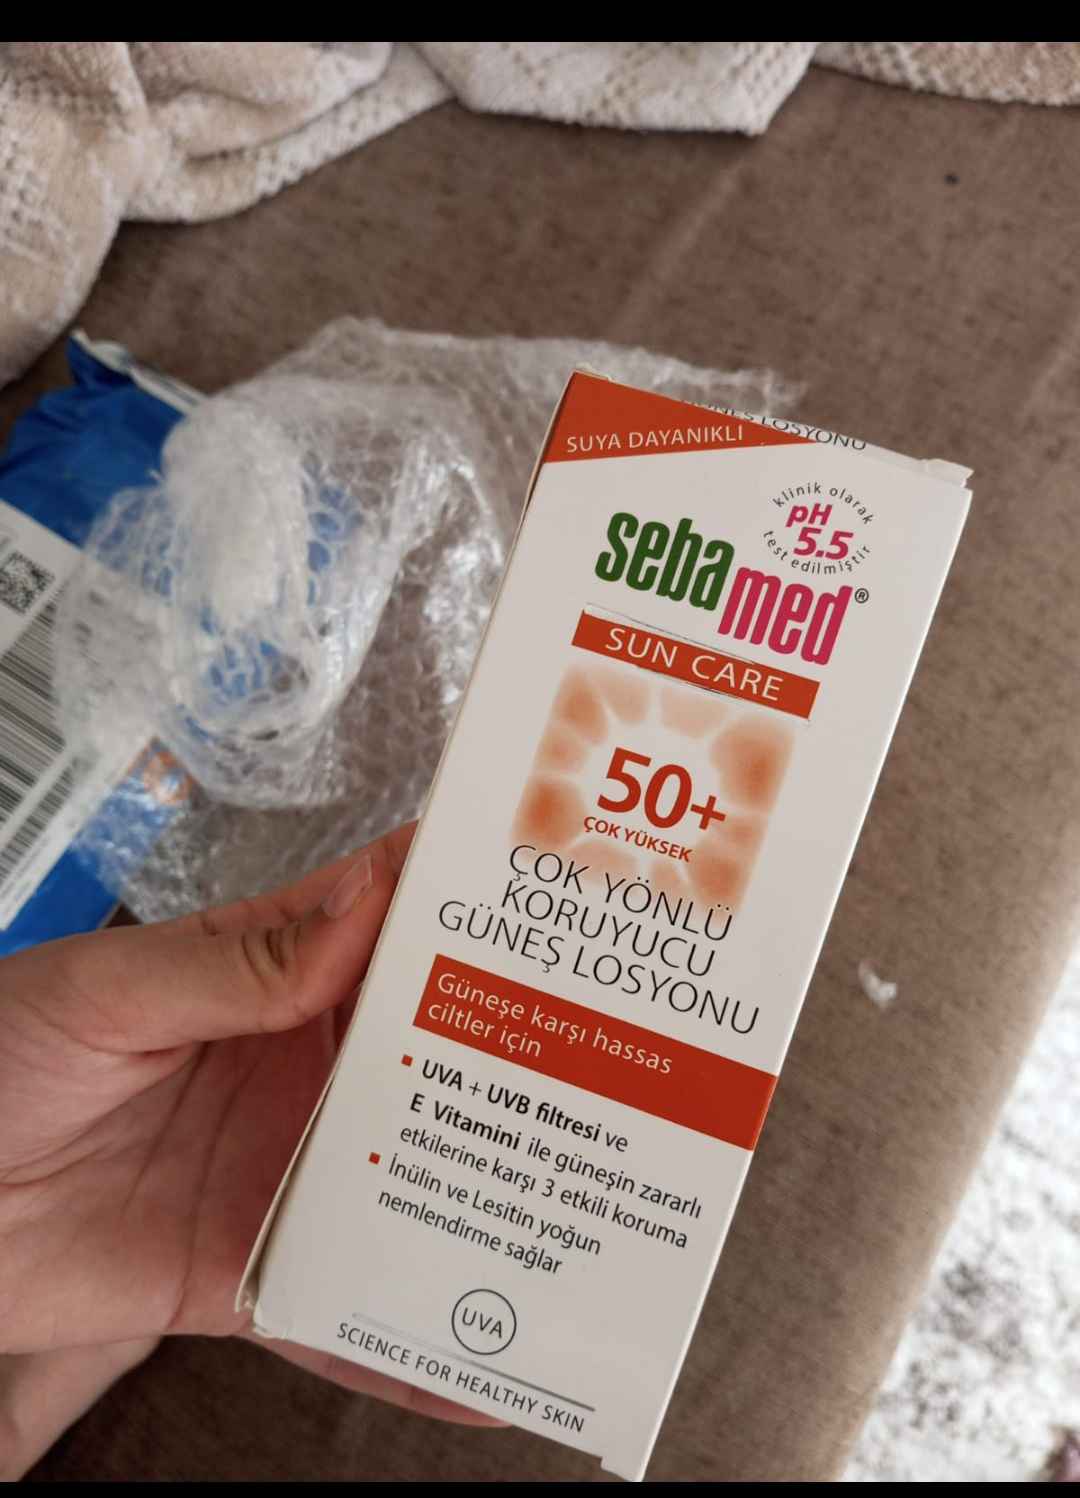 GÜNEŞ LOSYONU
SUYA DAYANIKLI
klinik olarak
pH
5.5
test edilmiştir
sebamed®
SUN CARE
50+
ÇOK YÜKSEK
ÇOK YÖNLÜ
KORUYUCU
GÜNEŞ LOSYONU
Güneşe karşı hassas
ciltler için
▪ UVA + UVB filtresi ve
E Vitamini ile güneşin zararlı
etkilerine karşı 3 etkili koruma
▪ İnülin ve Lesitin yoğun
nemlendirme sağlar
UVA
SCIENCE FOR HEALTHY SKIN